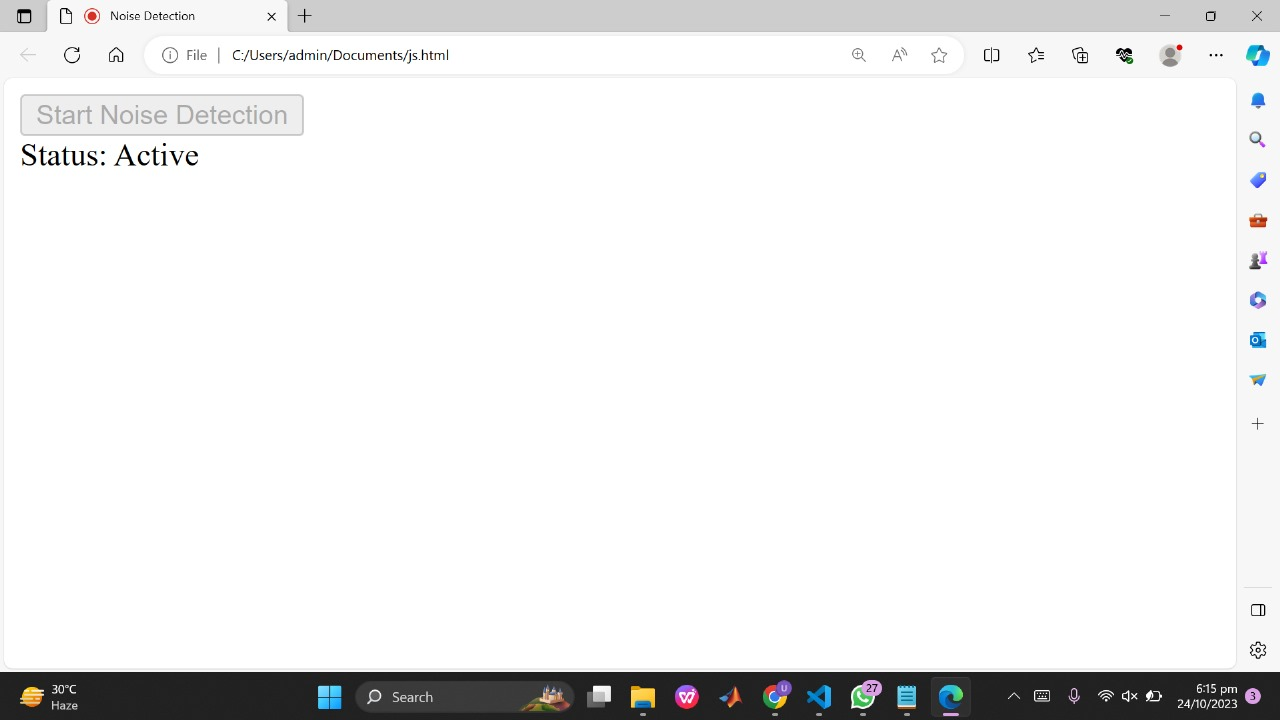 Noise Detection
File
C:/Users/admin/Documents/js.html
Start Noise Detection
Status: Active
30°C
Haze
Search
U
27
6:15 pm
24/10/2023
3